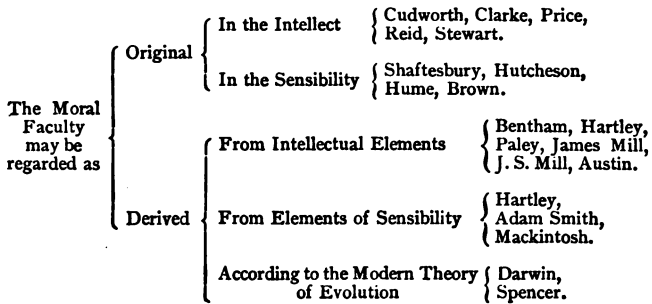 The Moral
Faculty
may be
regarded as
Original
In the Intellect
Cudworth, Clarke, Price,
Reid, Stewart.
In the Sensibility
Shaftesbury, Hutcheson,
Hume, Brown.
Derived
From Intellectual Elements
Bentham, Hartley,
Paley, James Mill,
J. S. Mill, Austin.
From Elements of Sensibility
Hartley,
Adam Smith,
Mackintosh.
According to the Modern Theory
of Evolution
Darwin,
Spencer.